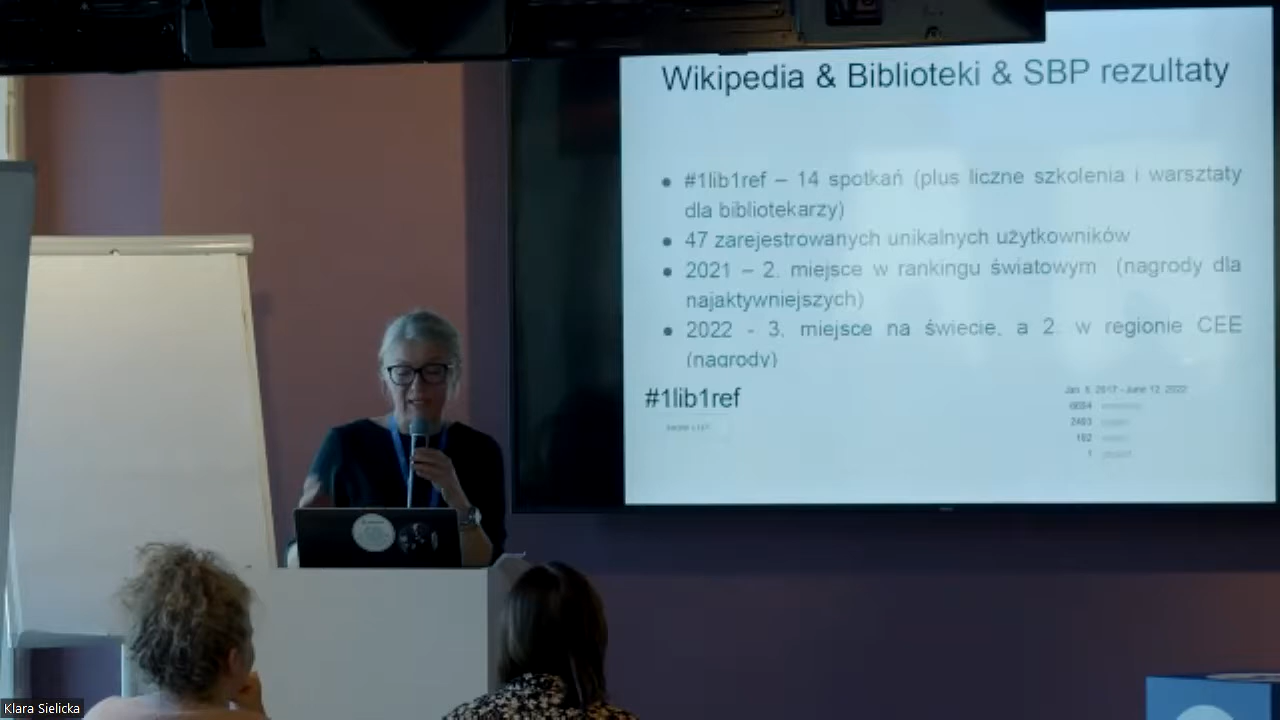 Wikipedia & Biblioteki & SBP rezultaty
● #1lib1ref – 14 spotkań (plus liczne szkolenia i warsztaty
dla bibliotekarzy)
● 47 zarejestrowanych unikalnych użytkowników
● 2021 – 2. miejsce w rankingu światowym (nagrody dla
najaktywniejszych)
● 2022 - 3. miejsce na świecie, a 2. w regionie CEE
(nagrody)
#1lib1ref
Jan. 5, 2017 - June 12, 2022
2493
162
1
Klara Sielicka